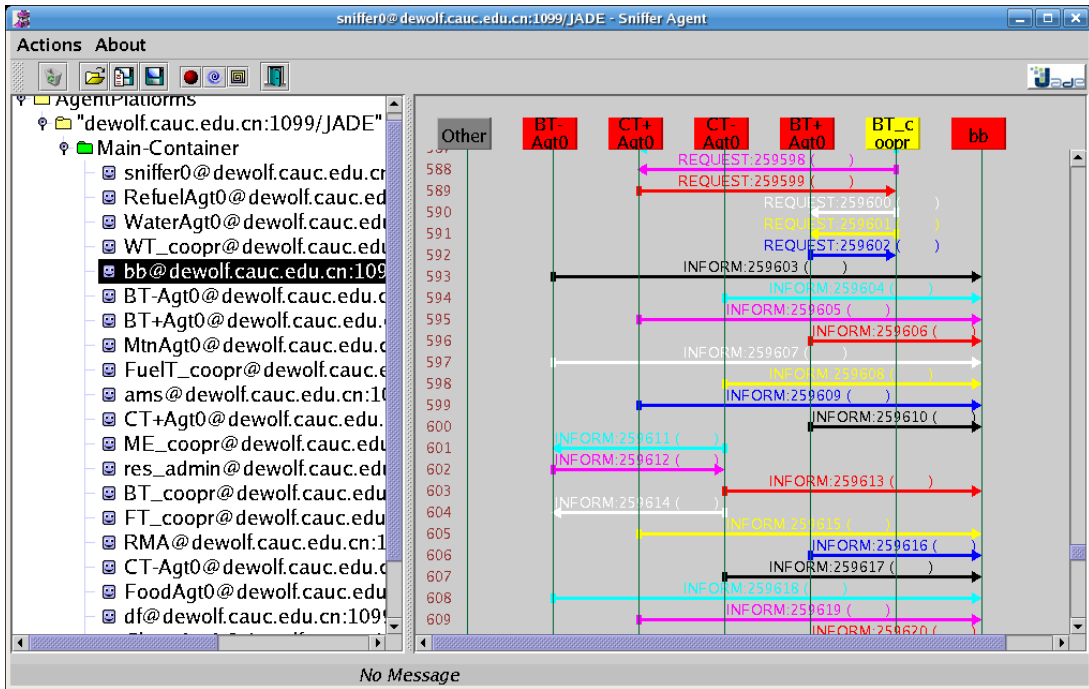 sniffer0@dewolf.cauc.edu.cn:1099/JADE - Sniffer Agent
Actions About
Jade
AgentPlatforms
"dewolf.cauc.edu.cn:1099/JADE"
Main-Container
sniffer0@dewolf.cauc.edu.cn
RefuelAgt0@dewolf.cauc.ed
WaterAgt0@dewolf.cauc.edu
WT_coopr@dewolf.cauc.edu
bb@dewolf.cauc.edu.cn:109
BT-Agt0@dewolf.cauc.edu.c
BT+Agt0@dewolf.cauc.edu.
MtnAgt0@dewolf.cauc.edu.c
FuelT_coopr@dewolf.cauc.e
ams@dewolf.cauc.edu.cn:10
CT+Agt0@dewolf.cauc.edu.
ME_coopr@dewolf.cauc.edu
res_admin@dewolf.cauc.edu
BT_coopr@dewolf.cauc.edu
FT_coopr@dewolf.cauc.edu
RMA@dewolf.cauc.edu.cn:1
CT-Agt0@dewolf.cauc.edu.c
FoodAgt0@dewolf.cauc.edu
df@dewolf.cauc.edu.cn:1099
Other
BT-
Agt0
CT+
Agt0
CT-
Agt0
BT+
Agt0
BT_c
oopr
bb
588 REQUEST:259598 ( )
589 REQUEST:259599 ( )
590 REQUEST:259600 ( )
591 REQUEST:259601 ( )
592 REQUEST:259602 ( )
593 INFORM:259603 ( )
594 INFORM:259604 ( )
595 INFORM:259605 ( )
596 INFORM:259606 ( )
597 INFORM:259607 ( )
598 INFORM:259608 ( )
599 INFORM:259609 ( )
600 INFORM:259610 ( )
601 INFORM:259611 ( )
602 INFORM:259612 ( )
603 INFORM:259613 ( )
604 INFORM:259614 ( )
605 INFORM:259615 ( )
606 INFORM:259616 ( )
607 INFORM:259617 ( )
608 INFORM:259618 ( )
609 INFORM:259619 ( )
INFORM:259620 ( )
No Message